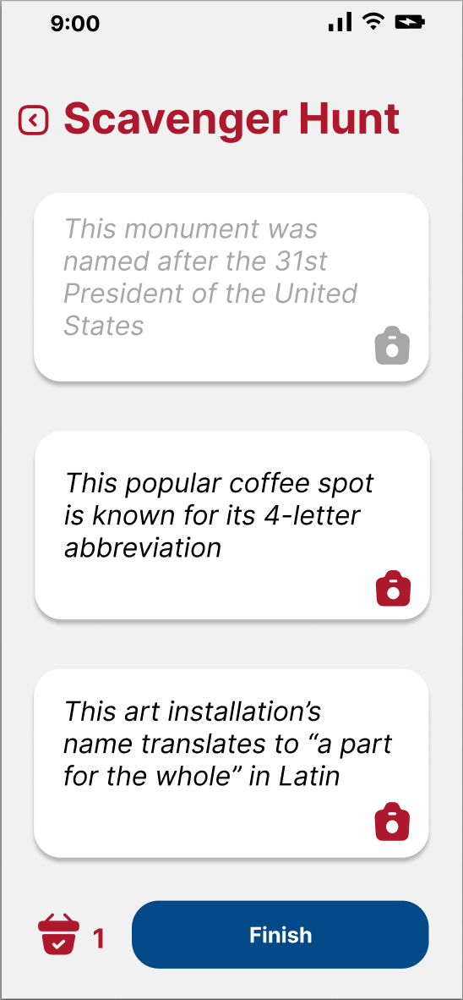 9:00
Scavenger Hunt
This monument was
named after the 31st
President of the United
States
This popular coffee spot
is known for its 4-letter
abbreviation
This art installation’s
name translates to “a part
for the whole” in Latin
1
Finish